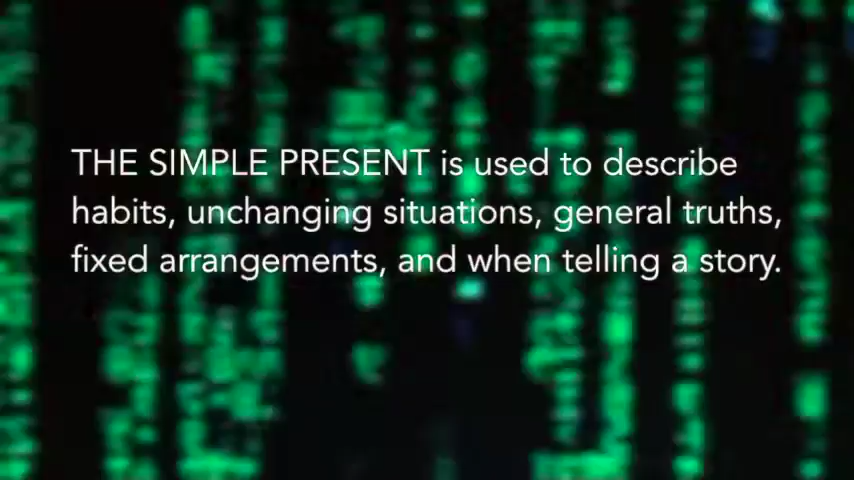 THE SIMPLE PRESENT is used to describe
habits, unchanging situations, general truths,
fixed arrangements, and when telling a story.